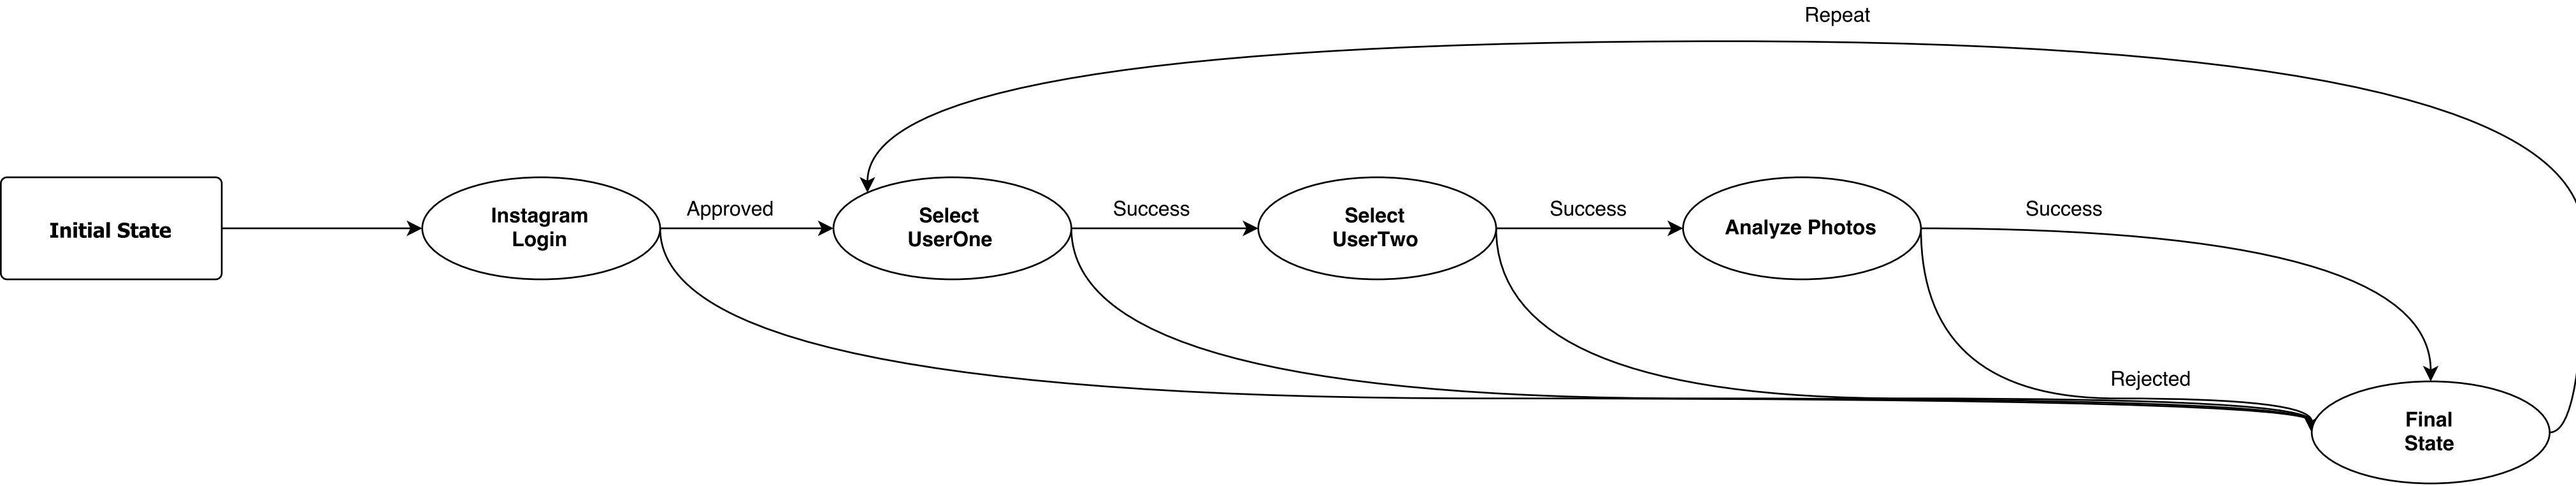 Repeat
Initial State
Instagram
Login
Approved
Select
UserOne
Success
Select
UserTwo
Success
Analyze Photos
Success
Rejected
Final
State